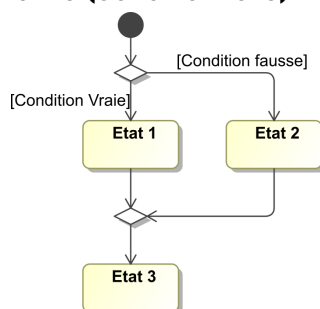 [Condition fausse]
[Condition Vraie]
Etat 1
Etat 2
Etat 3